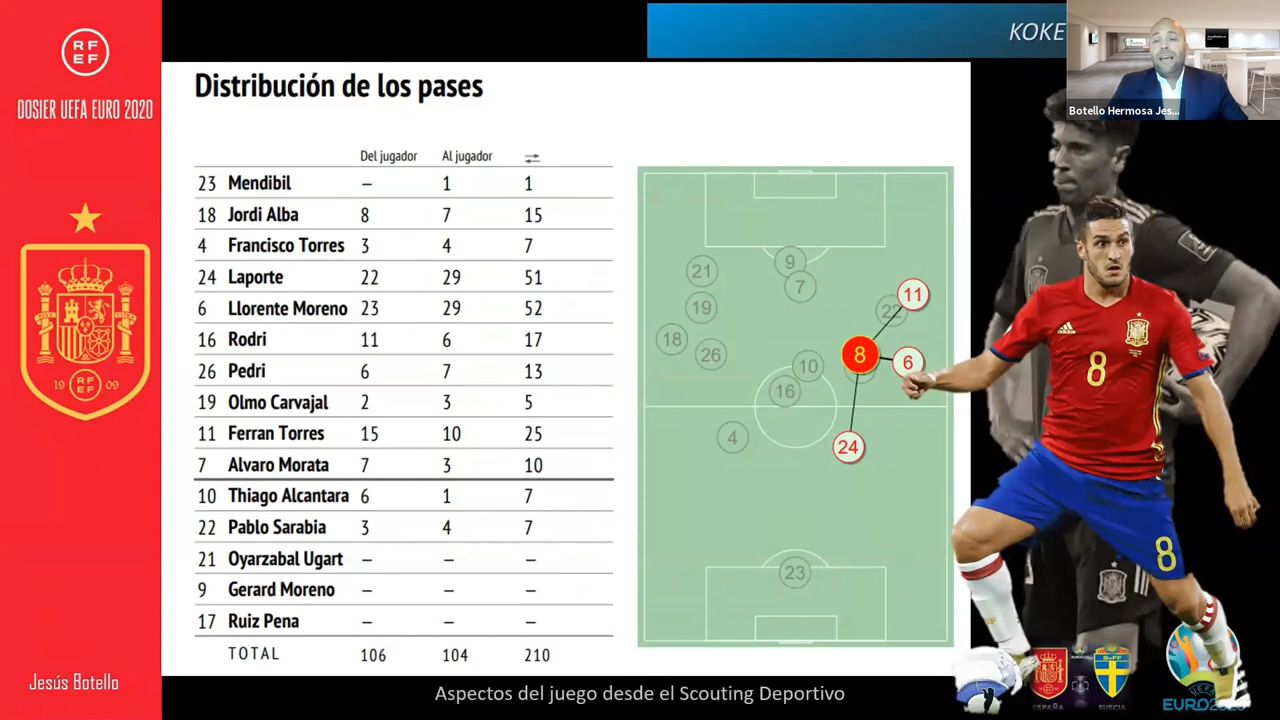 RF
EF
DOSIER UEFA EURO 2020
19 RF EF 09
Jesús Botello
KOKE
Botello Hermosa Jes...
Distribución de los pases
Del jugador Al jugador
23 Mendibil – 1 1
18 Jordi Alba 8 7 15
4 Francisco Torres 3 4 7
24 Laporte 22 29 51
6 Llorente Moreno 23 29 52
16 Rodri 11 6 17
26 Pedri 6 7 13
19 Olmo Carvajal 2 3 5
11 Ferran Torres 15 10 25
7 Alvaro Morata 7 3 10
10 Thiago Alcantara 6 1 7
22 Pablo Sarabia 3 4 7
21 Oyarzabal Ugart – – –
9 Gerard Moreno – – –
17 Ruiz Pena – – –
TOTAL 106 104 210
9
21
7
11
19
22
18
26
8
6
10
16
4
24
23
8
8
ESPAÑA
SUECIA
SvFF
EURO2020
Aspectos del juego desde el Scouting Deportivo